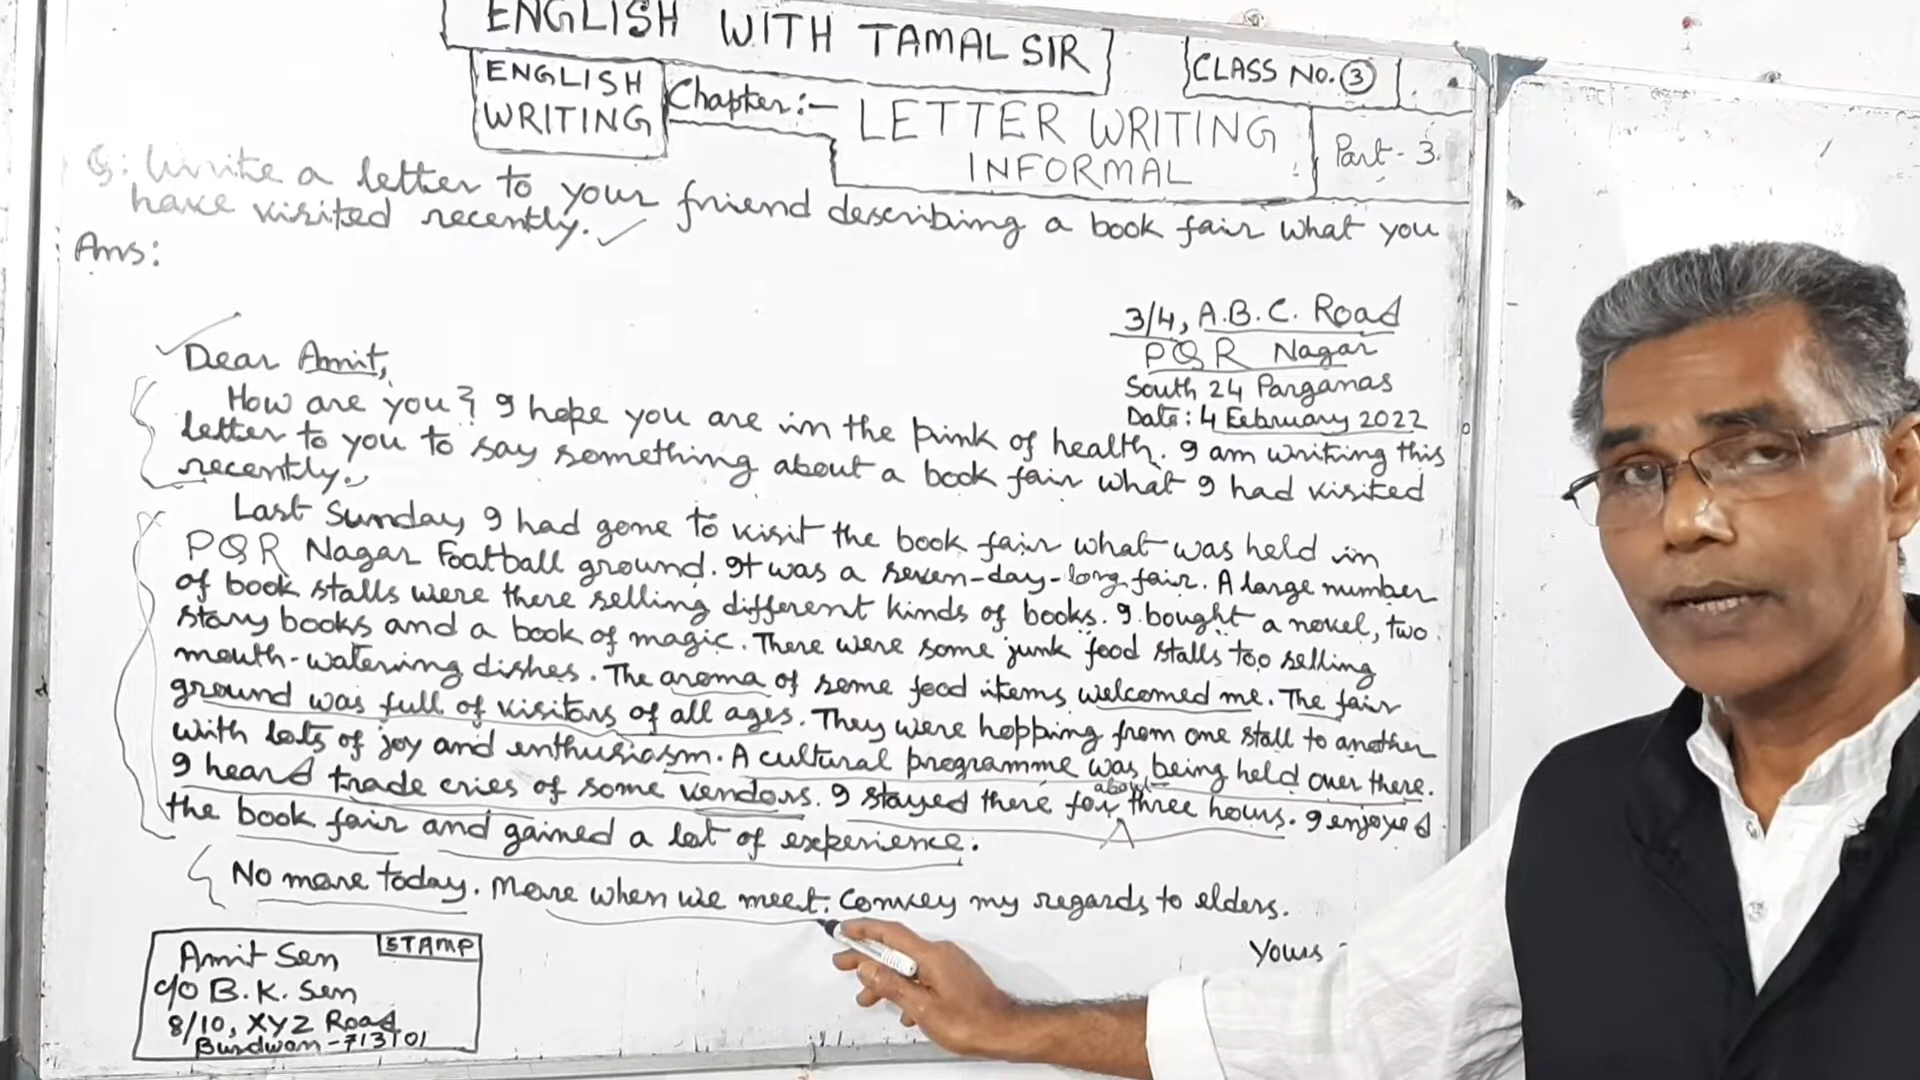 ENGLISH WITH TAMAL SIR
CLASS No. 3
ENGLISH WRITING
Chapter:-
LETTER WRITING
INFORMAL
Part-3
Q: Write a letter to your friend describing a book fair what you
have visited recently.
Ans:
3/4, A.B.C. Road
PQR Nagar
South 24 Parganas
Date: 4 February 2022
Dear Amit,
How are you? I hope you are in the pink of health. I am writing this
letter to you to say something about a book fair what I had visited
recently.
Last Sunday I had gone to visit the book fair what was held in
PQR Nagar Football ground. It was a seven-day-long fair. A large number
of book stalls were there selling different kinds of books. I bought a novel, two
story books and a book of magic. There were some junk food stalls too selling
mouth-watering dishes. The aroma of some food items welcomed me. The fair
ground was full of visitors of all ages. They were hopping from one stall to another
with lots of joy and enthusiasm. A cultural programme was being held over there.
I heard trade cries of some vendors. I stayed there for about three hours. I enjoyed
the book fair and gained a lot of experience.
No more today. More when we meet. Convey my regards to elders.
Yours
STAMP
Amit Sen
c/o B.K. Sen
8/10, XYZ Road
Burdwan-713101